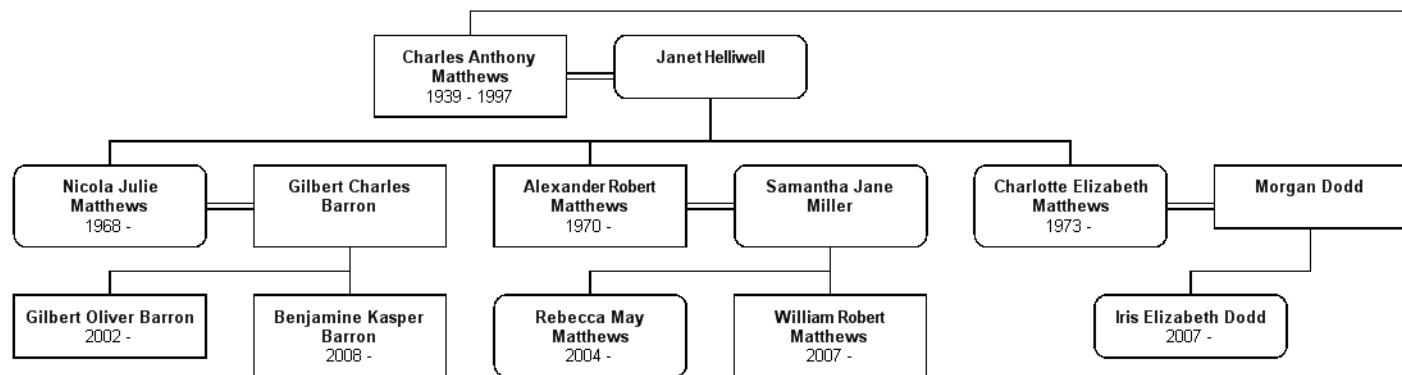 Charles Anthony
Matthews
1939 - 1997
Janet Helliwell
Nicola Julie
Matthews
1968 -
Gilbert Charles
Barron
Alexander Robert
Matthews
1970 -
Samantha Jane
Miller
Charlotte Elizabeth
Matthews
1973 -
Morgan Dodd
Gilbert Oliver Barron
2002 -
Benjamine Kasper
Barron
2008 -
Rebecca May
Matthews
2004 -
William Robert
Matthews
2007 -
Iris Elizabeth Dodd
2007 -